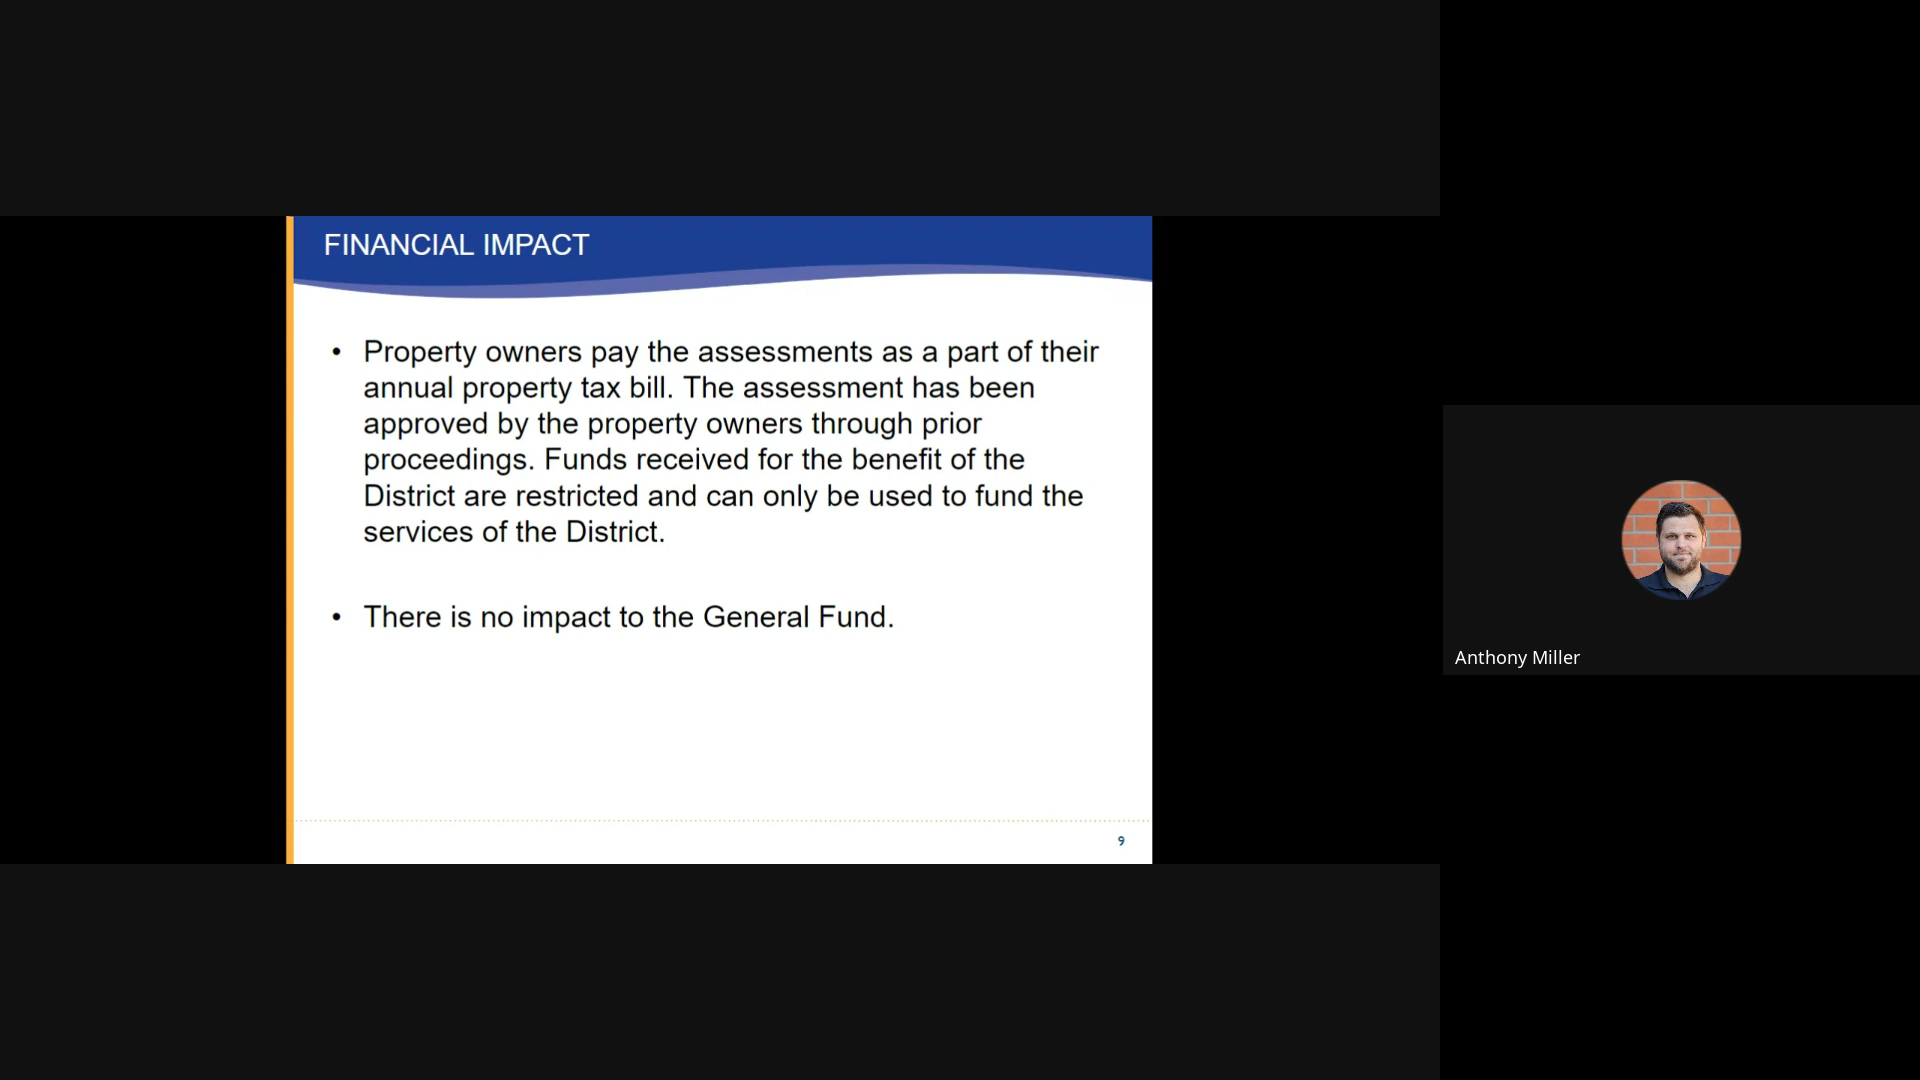 FINANCIAL IMPACT
• Property owners pay the assessments as a part of their
annual property tax bill. The assessment has been
approved by the property owners through prior
proceedings. Funds received for the benefit of the
District are restricted and can only be used to fund the
services of the District.
• There is no impact to the General Fund.
9
Anthony Miller